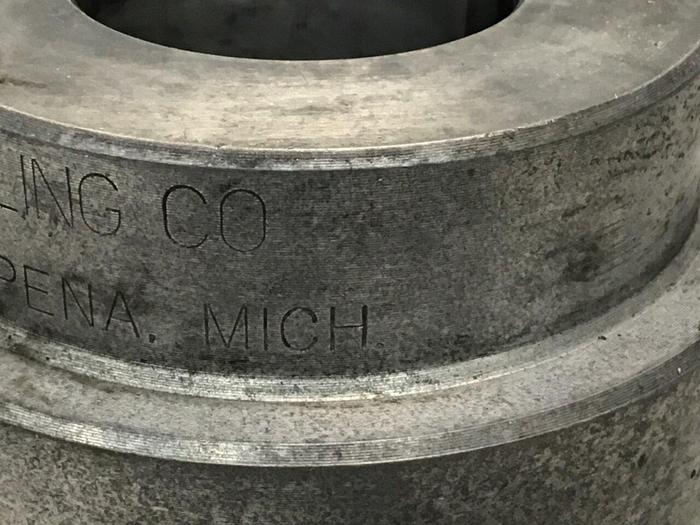 LING CO
PENA, MICH.